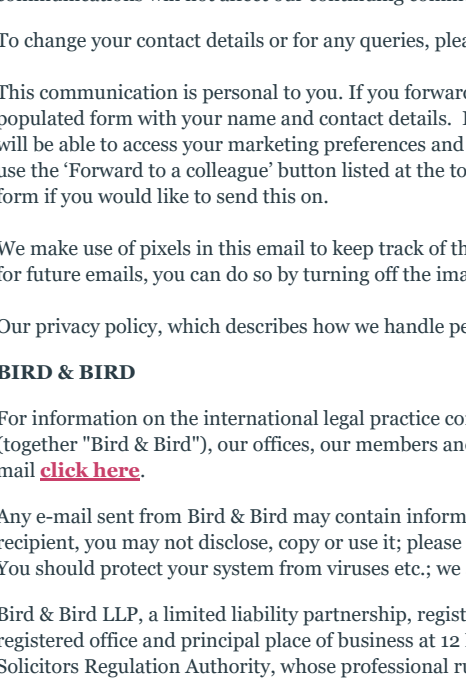 To change your contact details or for any queries, plea
This communication is personal to you. If you forward
populated form with your name and contact details.
will be able to access your marketing preferences and
use the ‘Forward to a colleague’ button listed at the to
form if you would like to send this on.
We make use of pixels in this email to keep track of th
for future emails, you can do so by turning off the ima
Our privacy policy, which describes how we handle pe
BIRD & BIRD
For information on the international legal practice co
(together "Bird & Bird"), our offices, our members and
mail click here.
Any e-mail sent from Bird & Bird may contain inform
recipient, you may not disclose, copy or use it; please
You should protect your system from viruses etc.; we
Bird & Bird LLP, a limited liability partnership, regist
registered office and principal place of business at 12
Solicitors Regulation Authority, whose professional ru